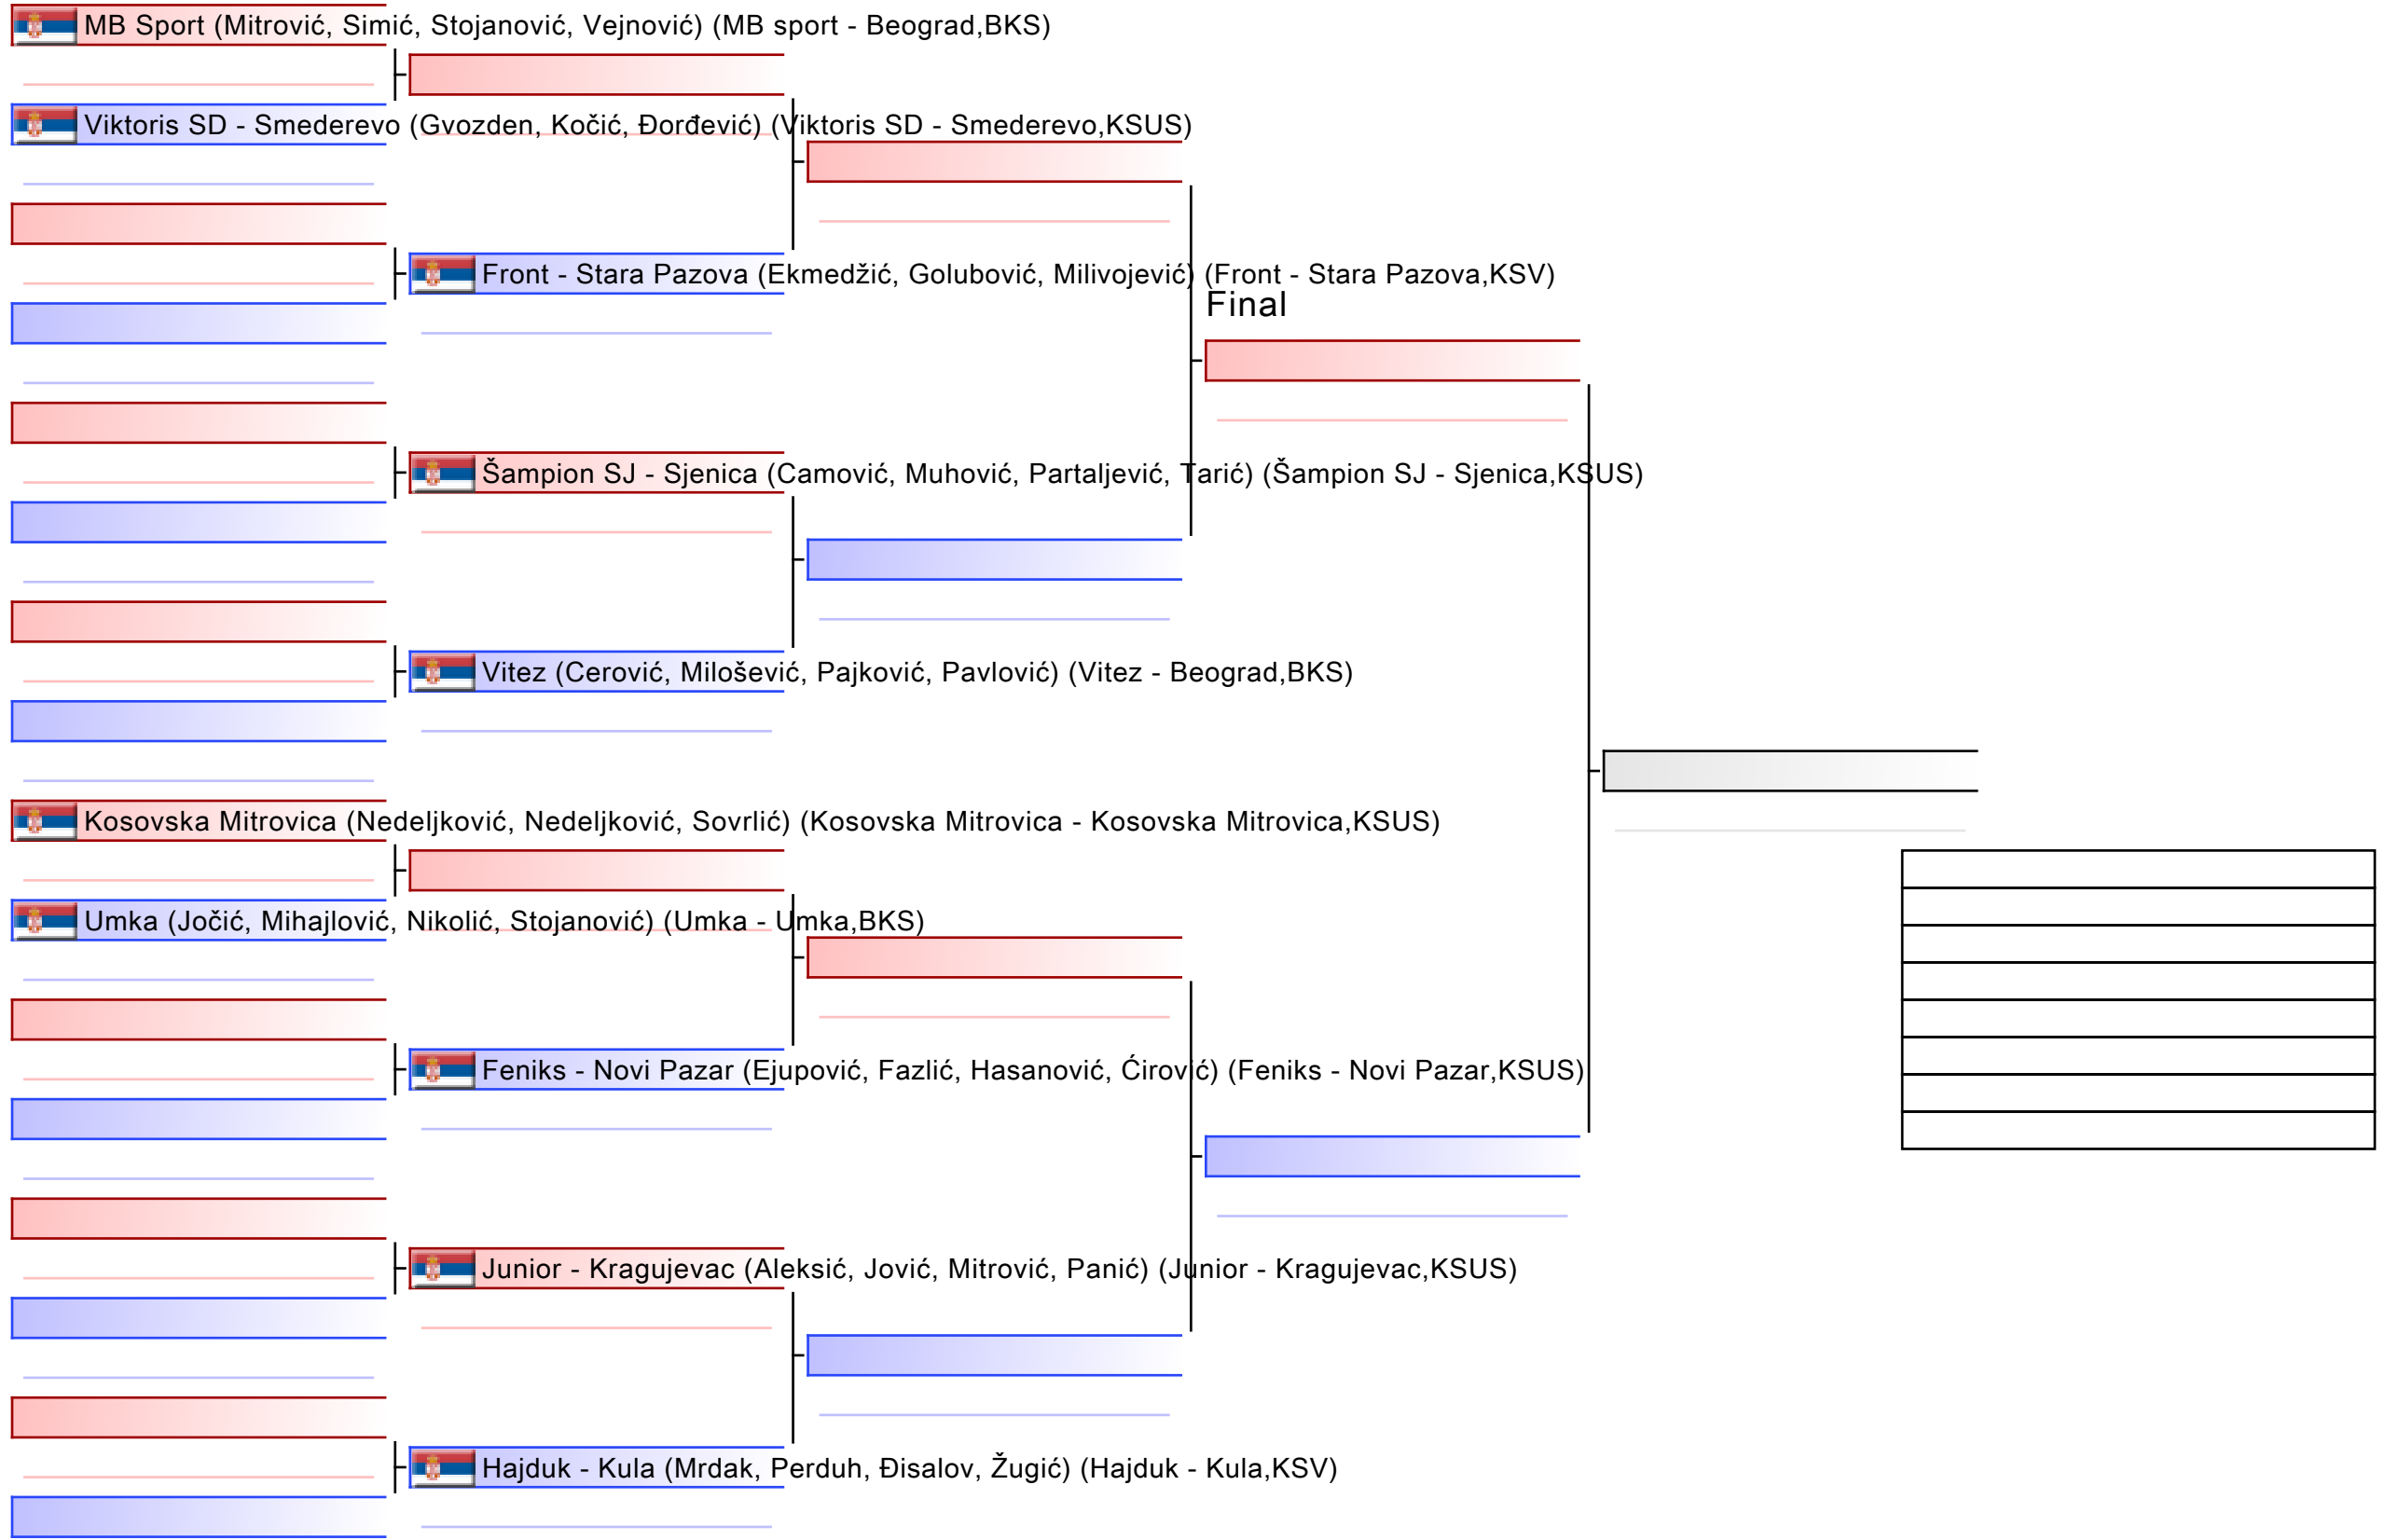 MB Sport (Mitrović, Simić, Stojanović, Vejnović) (MB sport - Beograd,BKS)
Viktoris SD - Smederevo (Gvozden, Kočić, Đorđević) (Viktoris SD - Smederevo,KSUS)
Front - Stara Pazova (Ekmedžić, Golubović, Milivojević) (Front - Stara Pazova,KSV)
Final
Šampion SJ - Sjenica (Camović, Muhović, Partaljević, Tarić) (Šampion SJ - Sjenica,KSUS)
Vitez (Cerović, Milošević, Pajković, Pavlović) (Vitez - Beograd,BKS)
Kosovska Mitrovica (Nedeljković, Nedeljković, Sovrlić) (Kosovska Mitrovica - Kosovska Mitrovica,KSUS)
Umka (Jočić, Mihajlović, Nikolić, Stojanović) (Umka - Umka,BKS)
Feniks - Novi Pazar (Ejupović, Fazlić, Hasanović, Ćirović) (Feniks - Novi Pazar,KSUS)
Junior - Kragujevac (Aleksić, Jović, Mitrović, Panić) (Junior - Kragujevac,KSUS)
Hajduk - Kula (Mrdak, Perduh, Đisalov, Žugić) (Hajduk - Kula,KSV)